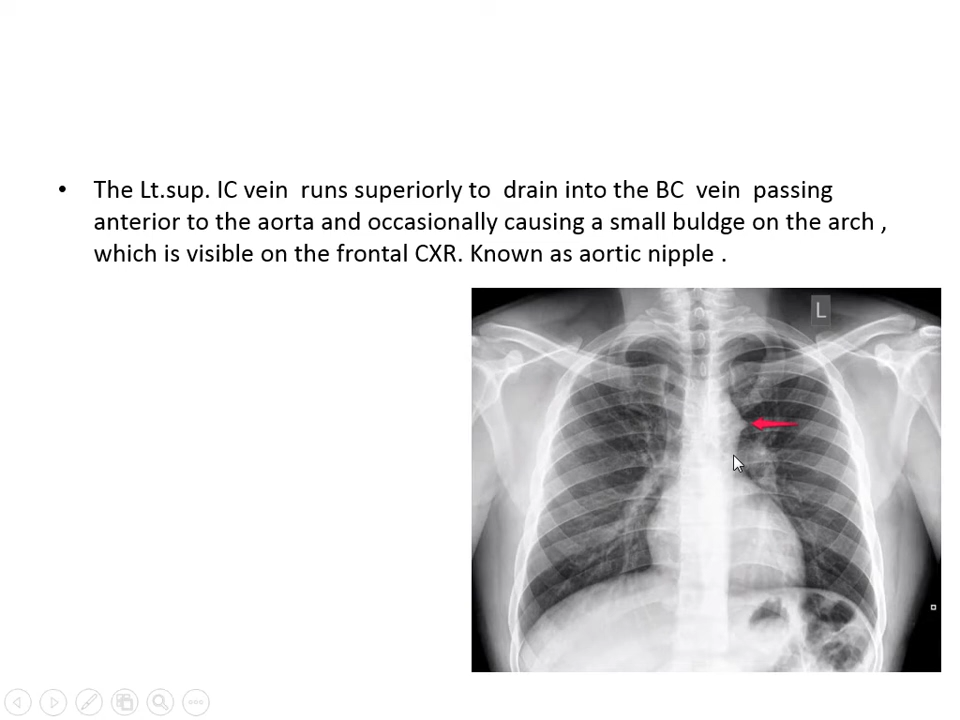 • The Lt.sup. IC vein runs superiorly to drain into the BC vein passing
anterior to the aorta and occasionally causing a small buldge on the arch ,
which is visible on the frontal CXR. Known as aortic nipple .
L